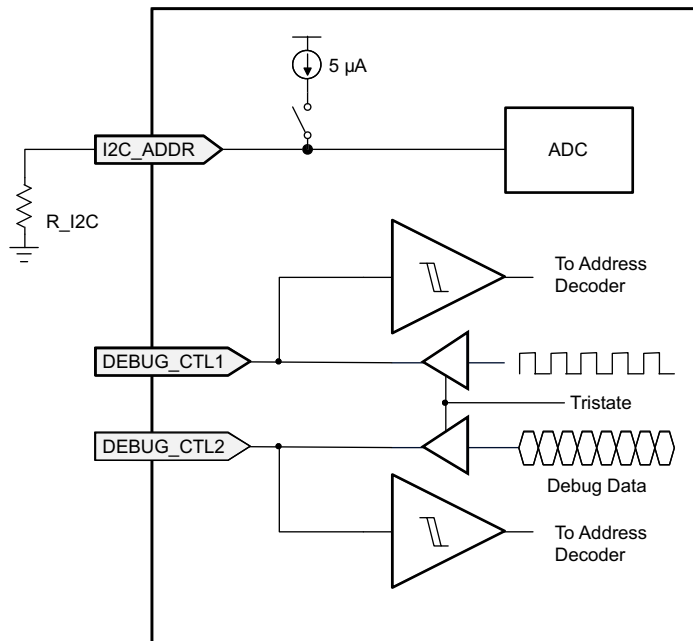 5 µA
I2C_ADDR
ADC
R_I2C
To Address
Decoder
DEBUG_CTL1
Tristate
DEBUG_CTL2
Debug Data
To Address
Decoder